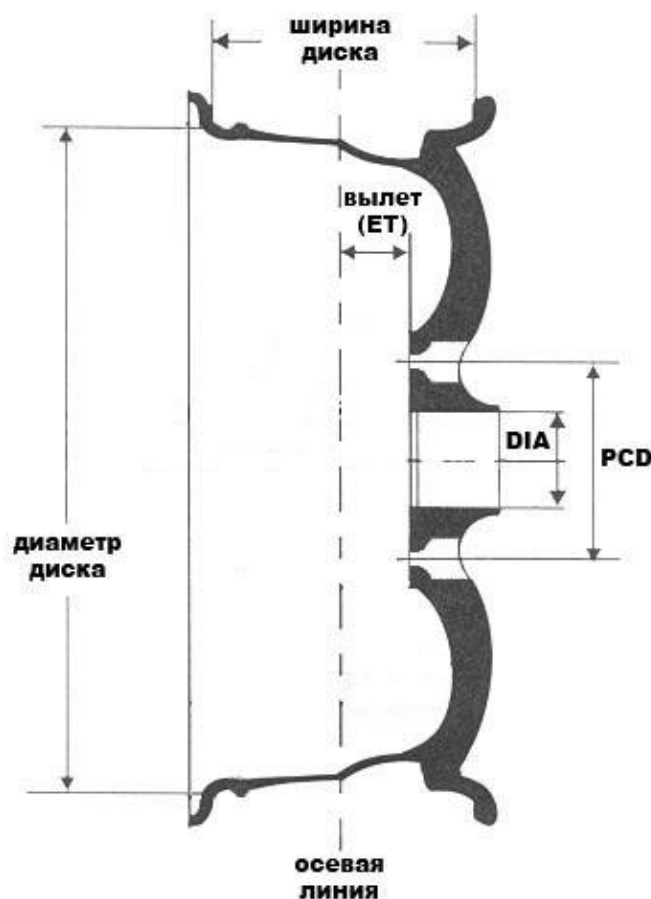 ширина
диска
вылет
(ET)
DIA
PCD
диаметр
диска
осевая
линия